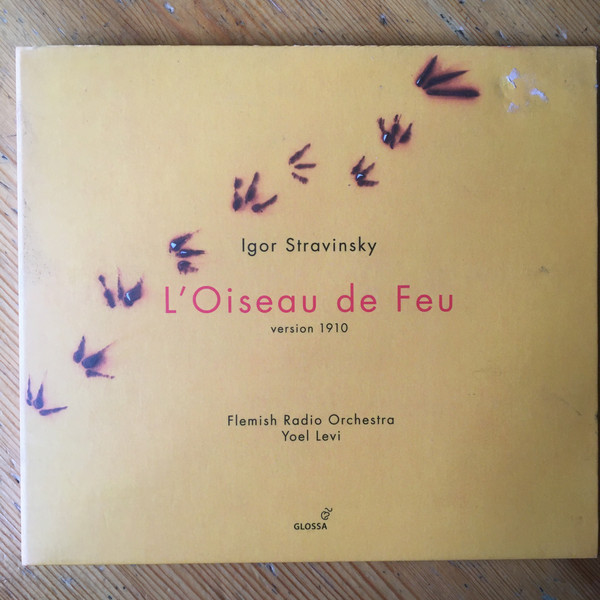 Igor Stravinsky
L'Oiseau de Feu
version 1910
Flemish Radio Orchestra
Yoel Levi
GLOSSA